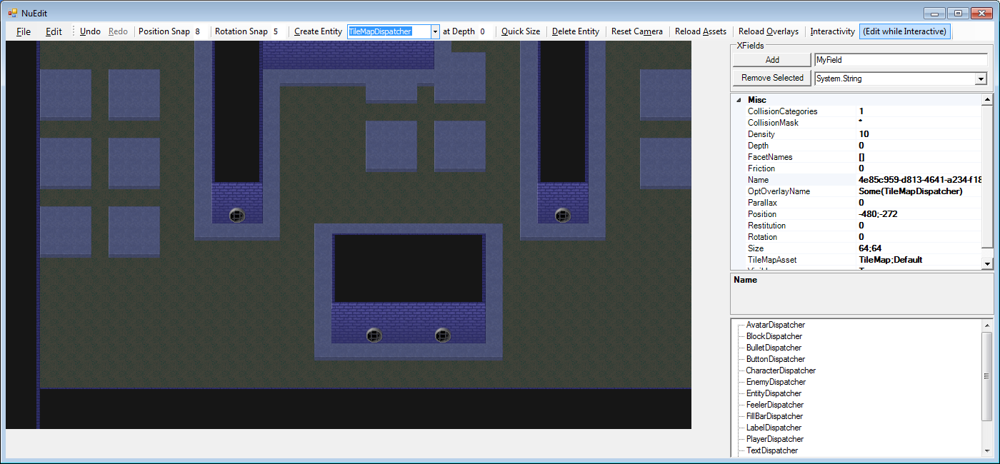 NuEdit
File Edit Undo Redo Position Snap 8 Rotation Snap 5 Create Entity TileMapDispatcher at Depth 0 Quick Size Delete Entity Reset Camera Reload Assets Reload Overlays Interactivity (Edit while Interactive)
XFields
Add MyField
Remove Selected System.String
Misc
CollisionCategories 1
CollisionMask *
Density 10
Depth 0
FacetNames []
Friction 0
Name 4e85c959-d813-4641-a234-f18
OptOverlayName Some(TileMapDispatcher)
Parallax 0
Position -480;-272
Restitution 0
Rotation 0
Size 64;64
TileMapAsset TileMap;Default
Name
AvatarDispatcher
BlockDispatcher
BulletDispatcher
ButtonDispatcher
CharacterDispatcher
EnemyDispatcher
EntityDispatcher
FeelerDispatcher
FillBarDispatcher
LabelDispatcher
PlayerDispatcher
TextDispatcher